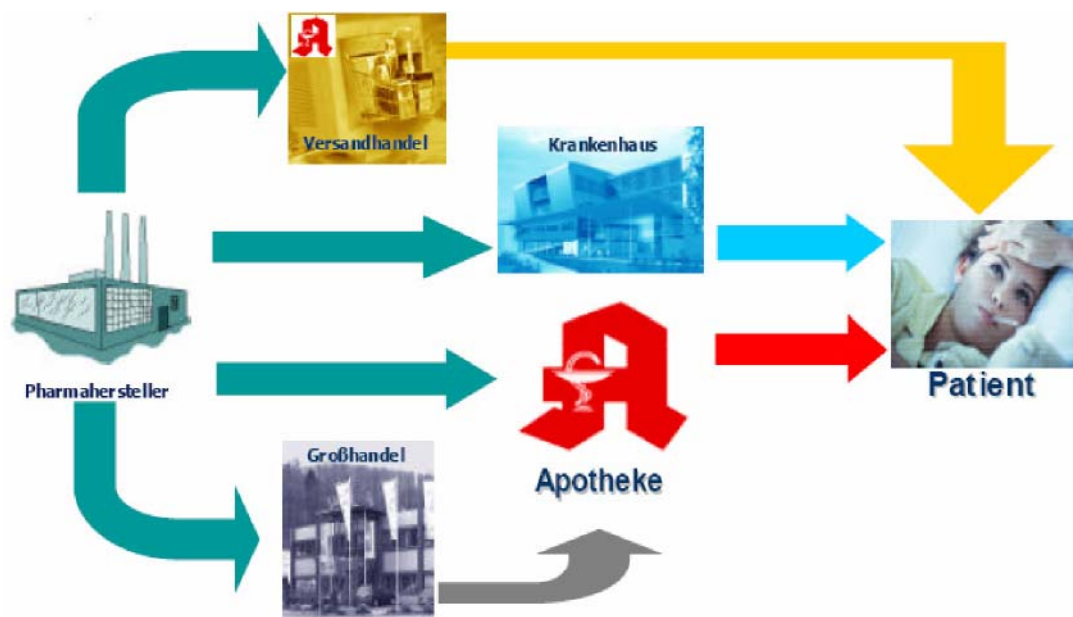 Versandhandel
Krankenhaus
Pharmahersteller
Patient
Großhandel
Apotheke